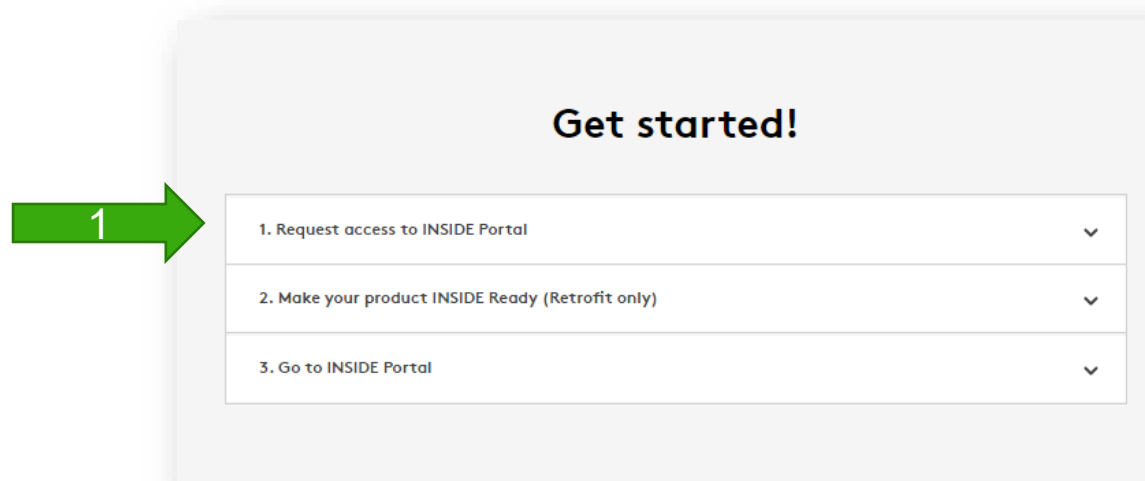 Get started!
1
1. Request access to INSIDE Portal
2. Make your product INSIDE Ready (Retrofit only)
3. Go to INSIDE Portal